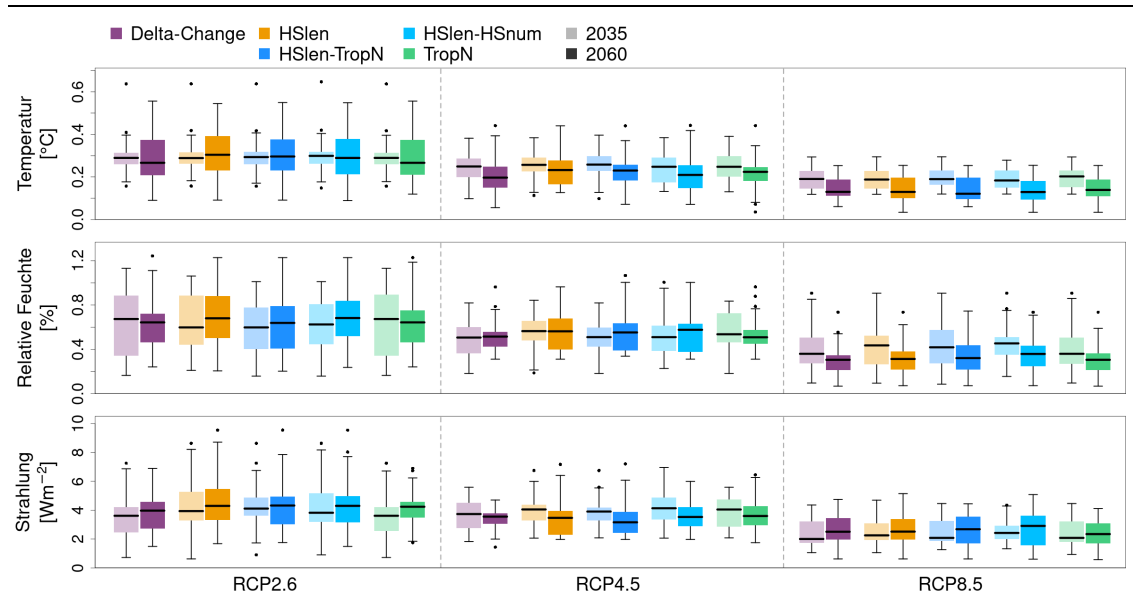 Delta-Change HSlen HSlen-HSnum 2035
HSlen-TropN TropN 2060
Temperatur
[°C]
0.0 0.2 0.4 0.6
Relative Feuchte
[%]
0.0 0.4 0.8 1.2
Strahlung
[Wm⁻²]
0 2 4 6 8 10
RCP2.6 RCP4.5 RCP8.5